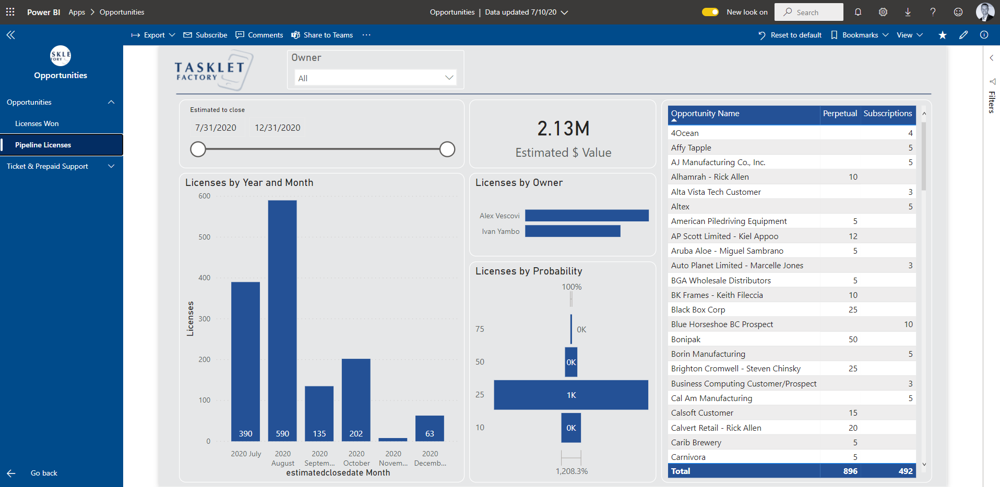 Power BI Apps > Opportunities
Opportunities | Data updated 7/10/20
New look on
Search
Export
Subscribe
Comments
Share to Teams
...
Reset to default
Bookmarks
View
SKLE
TORY
Opportunities
Opportunities
Licenses Won
Pipeline Licenses
Ticket & Prepaid Support
Go back
TASKLET
FACTORY
Owner
All
Estimated to close
7/31/2020 12/31/2020
2.13M
Estimated $ Value
Licenses by Year and Month
Licenses
600
500
400
300
200
100
0
390 590 135 202 63
2020 July
2020 August
2020 Septem...
2020 October
2020 Novem...
2020 Decemb...
estimatedclosedate Month
Licenses by Owner
Alex Vescovi
Ivan Yambo
Licenses by Probability
100%
75 0K
50 0K
25 1K
10 0K
1,208.3%
Opportunity Name Perpetual Subscriptions
4Ocean 4
Affy Tapple 5
AJ Manufacturing Co., Inc. 5
Alhamrah - Rick Allen 10
Alta Vista Tech Customer 3
Altex 5
American Piledriving Equipment 5
AP Scott Limited - Kiel Appoo 12
Aruba Aloe - Miguel Sambrano 5
Auto Planet Limited - Marcelle Jones 3
BGA Wholesale Distributors 5
BK Frames - Keith Fileccia 10
Black Box Corp 25
Blue Horseshoe BC Prospect 10
Bonipak 50
Borin Manufacturing 5
Brighton Cromwell - Steven Chinsky 25
Business Computing Customer/Prospect 3
Cal Am Manufacturing 5
Calsoft Customer 15
Calvert Retail - Rick Allen 20
Carib Brewery 5
Carnivora 5
Total 896 492
Filters